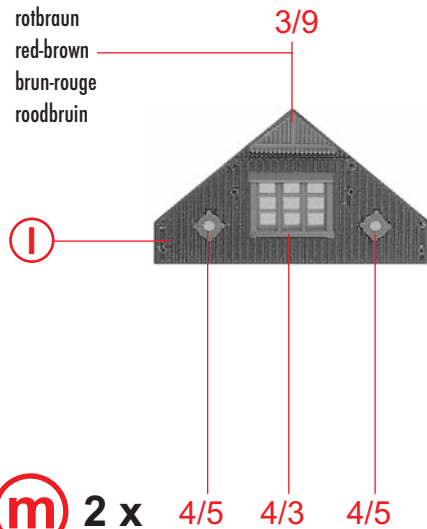 rotbraun
3/9
red-brown
brun-rouge
roodbruin
l
m 2 x 4/5 4/3 4/5